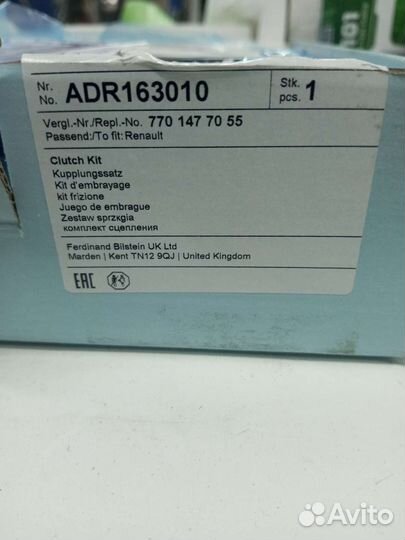 Nr.
No. ADR163010
Stk.
pcs. 1
Vergl.-Nr./Repl.-No. 770 147 70 55
Passend:/To fit: Renault
Clutch Kit
Kupplungssatz
Kit d'embrayage
kit frizione
Juego de embrague
Zestaw sprzęgła
комплект сцепления
Ferdinand Bilstein UK Ltd
Marden | Kent TN12 9QJ | United Kingdom
EAC
101
Avito